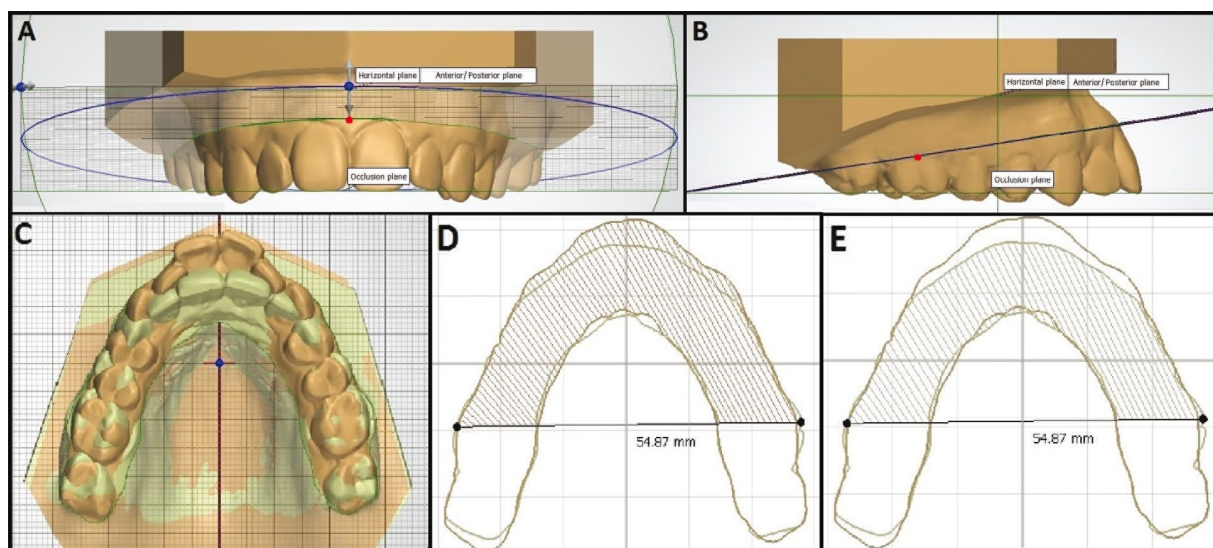 A
Horizontal plane
Anterior/Posterior plane
Occlusion plane
B
Horizontal plane
Anterior/Posterior plane
Occlusion plane
C
D
54.87 mm
E
54.87 mm